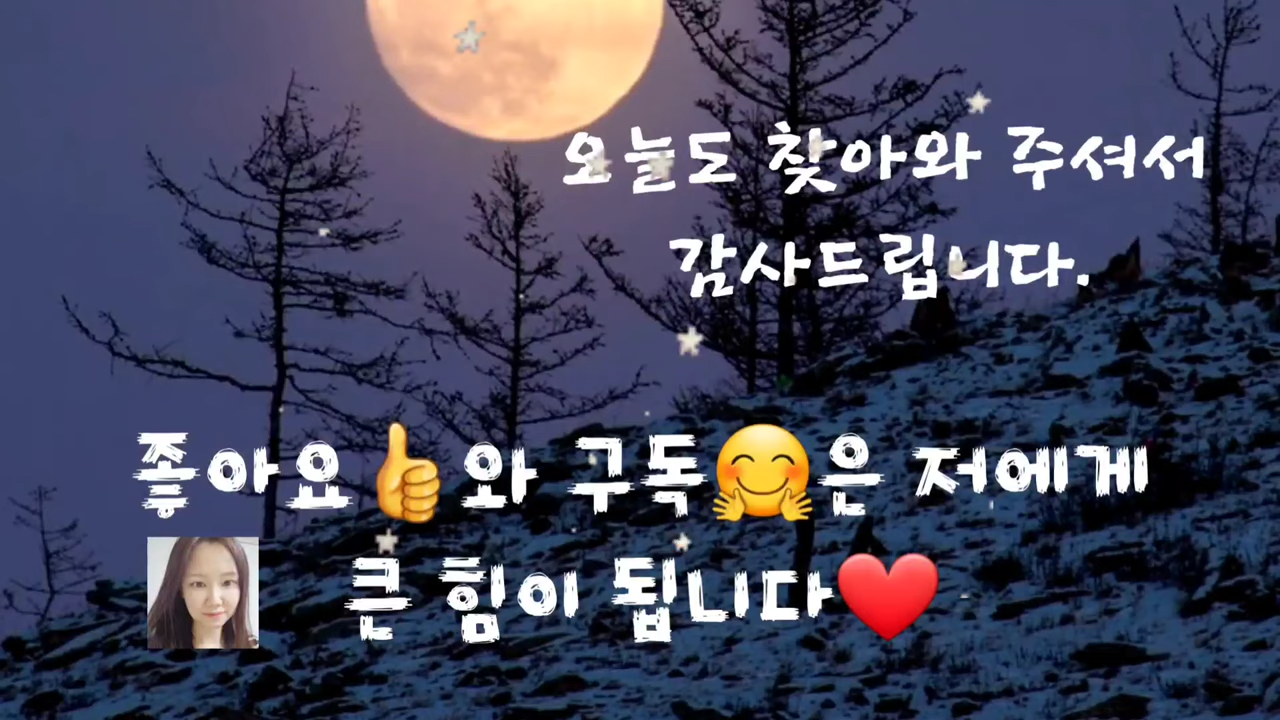 오늘도 찾아와 주셔서
감사드립니다.
좋아요👍와 구독🤗은 저에게
큰 힘이 됩니다❤️